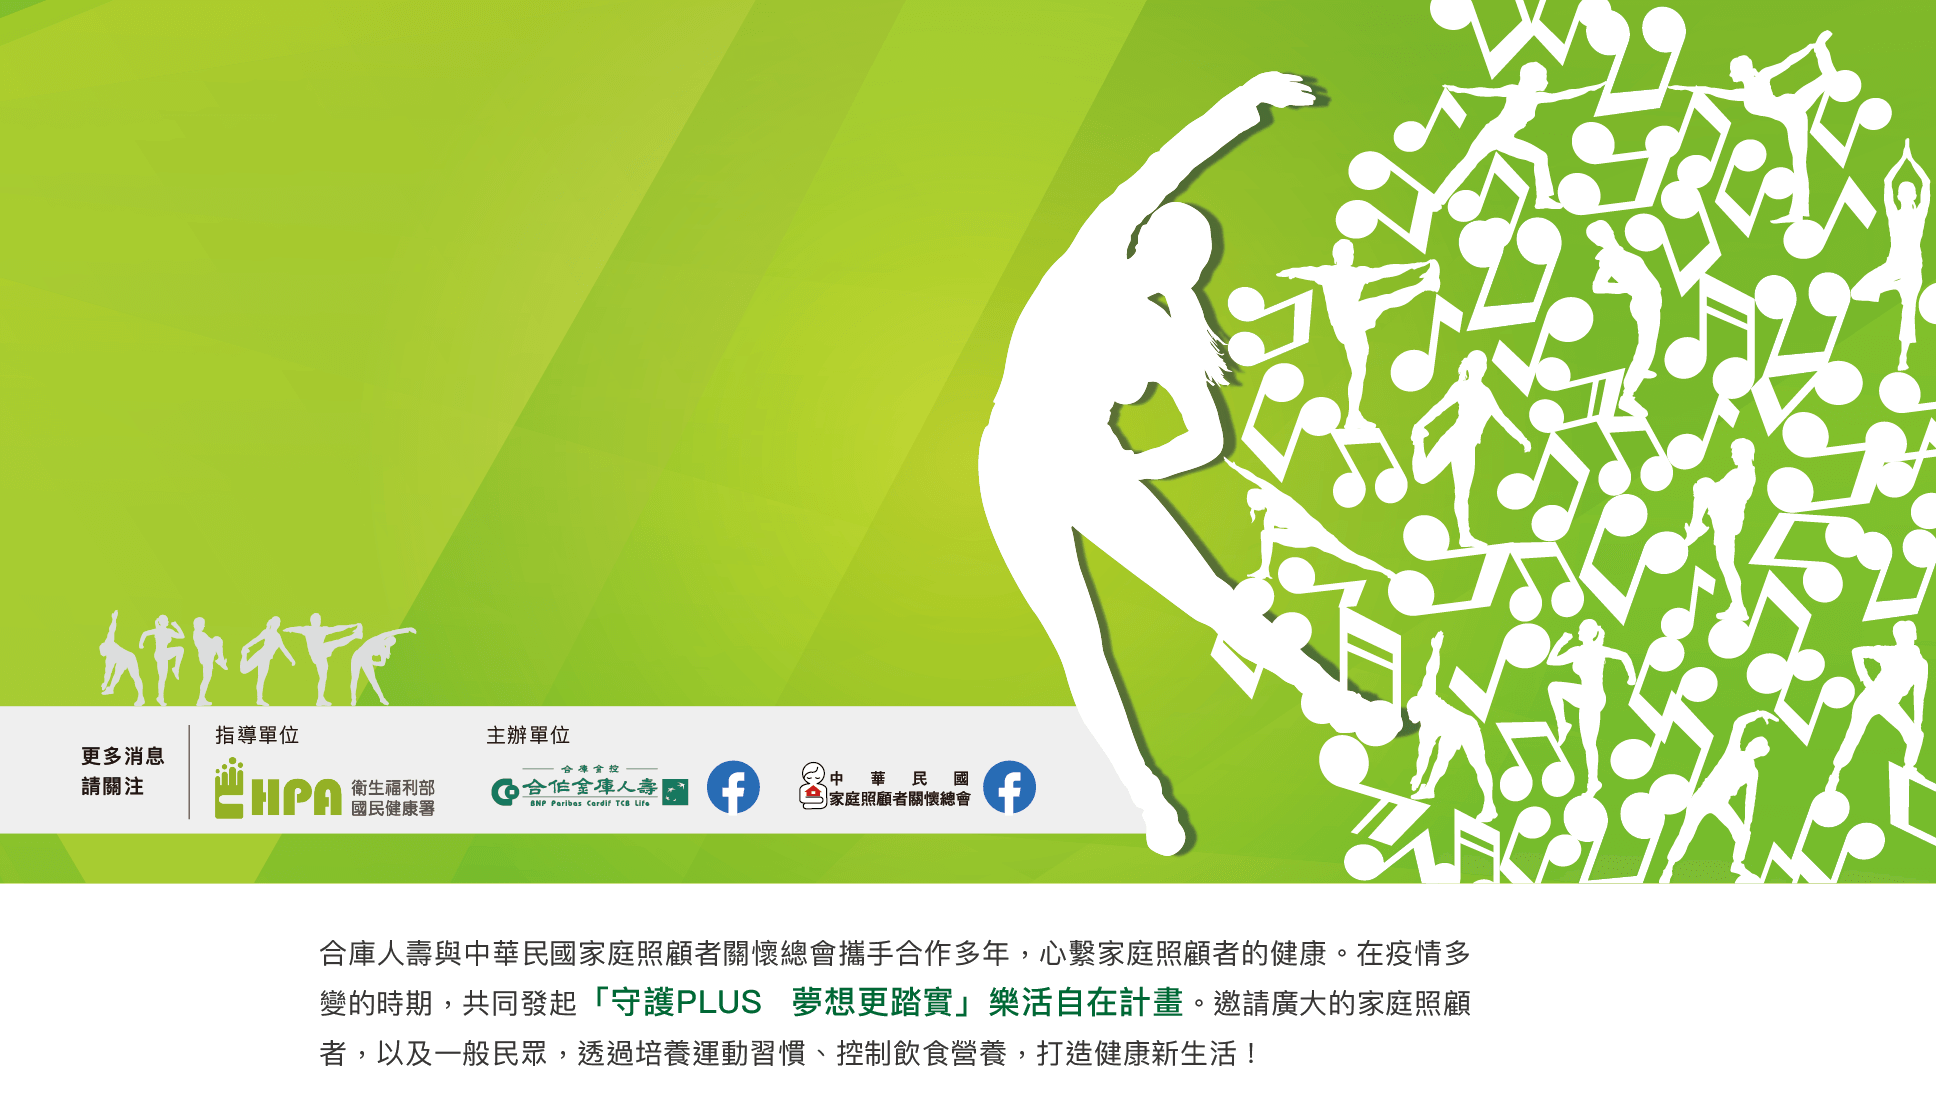 更多消息
請關注
指導單位
HPA
衛生福利部
國民健康署
主辦單位
合庫金控
合作金庫人壽
BNP Paribas Cardif TCB Life
中華民國
家庭照顧者關懷總會
合庫人壽與中華民國家庭照顧者關懷總會攜手合作多年，心繫家庭照顧者的健康。在疫情多
變的時期，共同發起「守護PLUS 夢想更踏實」樂活自在計畫。邀請廣大的家庭照顧
者，以及一般民眾，透過培養運動習慣、控制飲食營養，打造健康新生活！